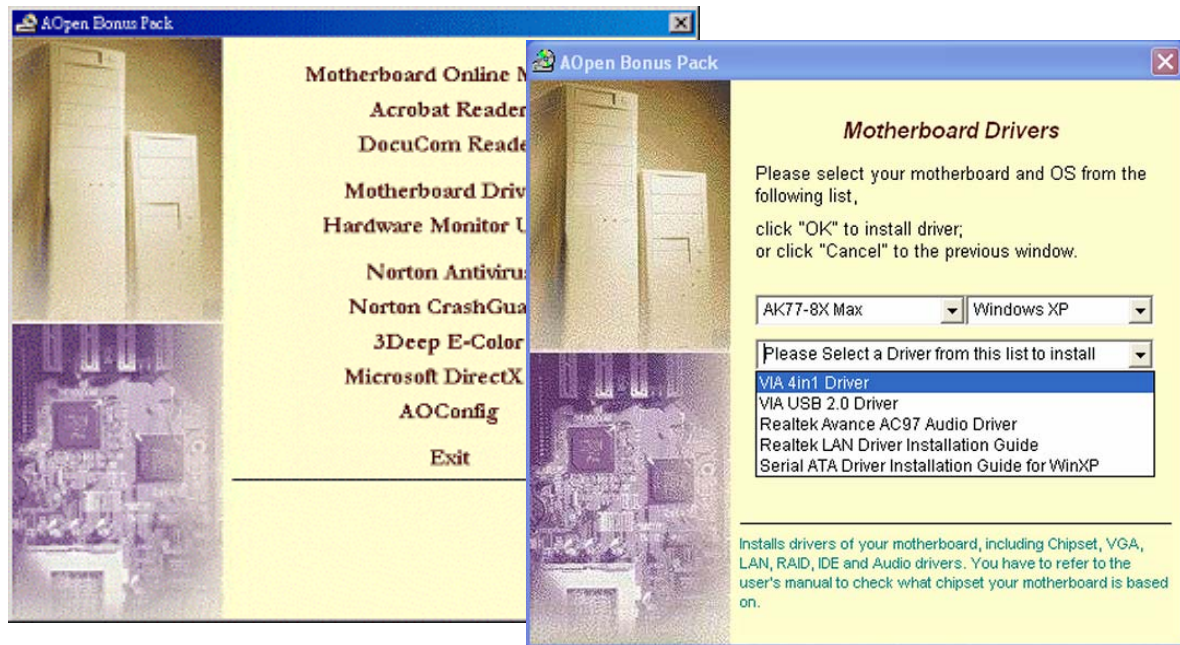 AOpen Bonus Pack
Motherboard Online
Acrobat Reader
DocuCom
Motherboard
Hardware Monitor
Norton
Norton
3Deep E-Color
Microsoft DirectX
AOConfig
Exit
AOpen Bonus Pack
Motherboard Drivers
Please select your motherboard and OS from the
following list,
click "OK" to install driver;
or click "Cancel" to the previous window.
AK77-8X Max Windows XP
Please Select a Driver from this list to install
VIA 4in1 Driver
VIA USB 2.0 Driver
Realtek Avance AC97 Audio Driver
Realtek LAN Driver Installation Guide
Serial ATA Driver Installation Guide for WinXP
Installs drivers of your motherboard, including Chipset, VGA,
LAN, RAID, IDE and Audio drivers. You have to refer to the
user's manual to check what chipset your motherboard is based
on.